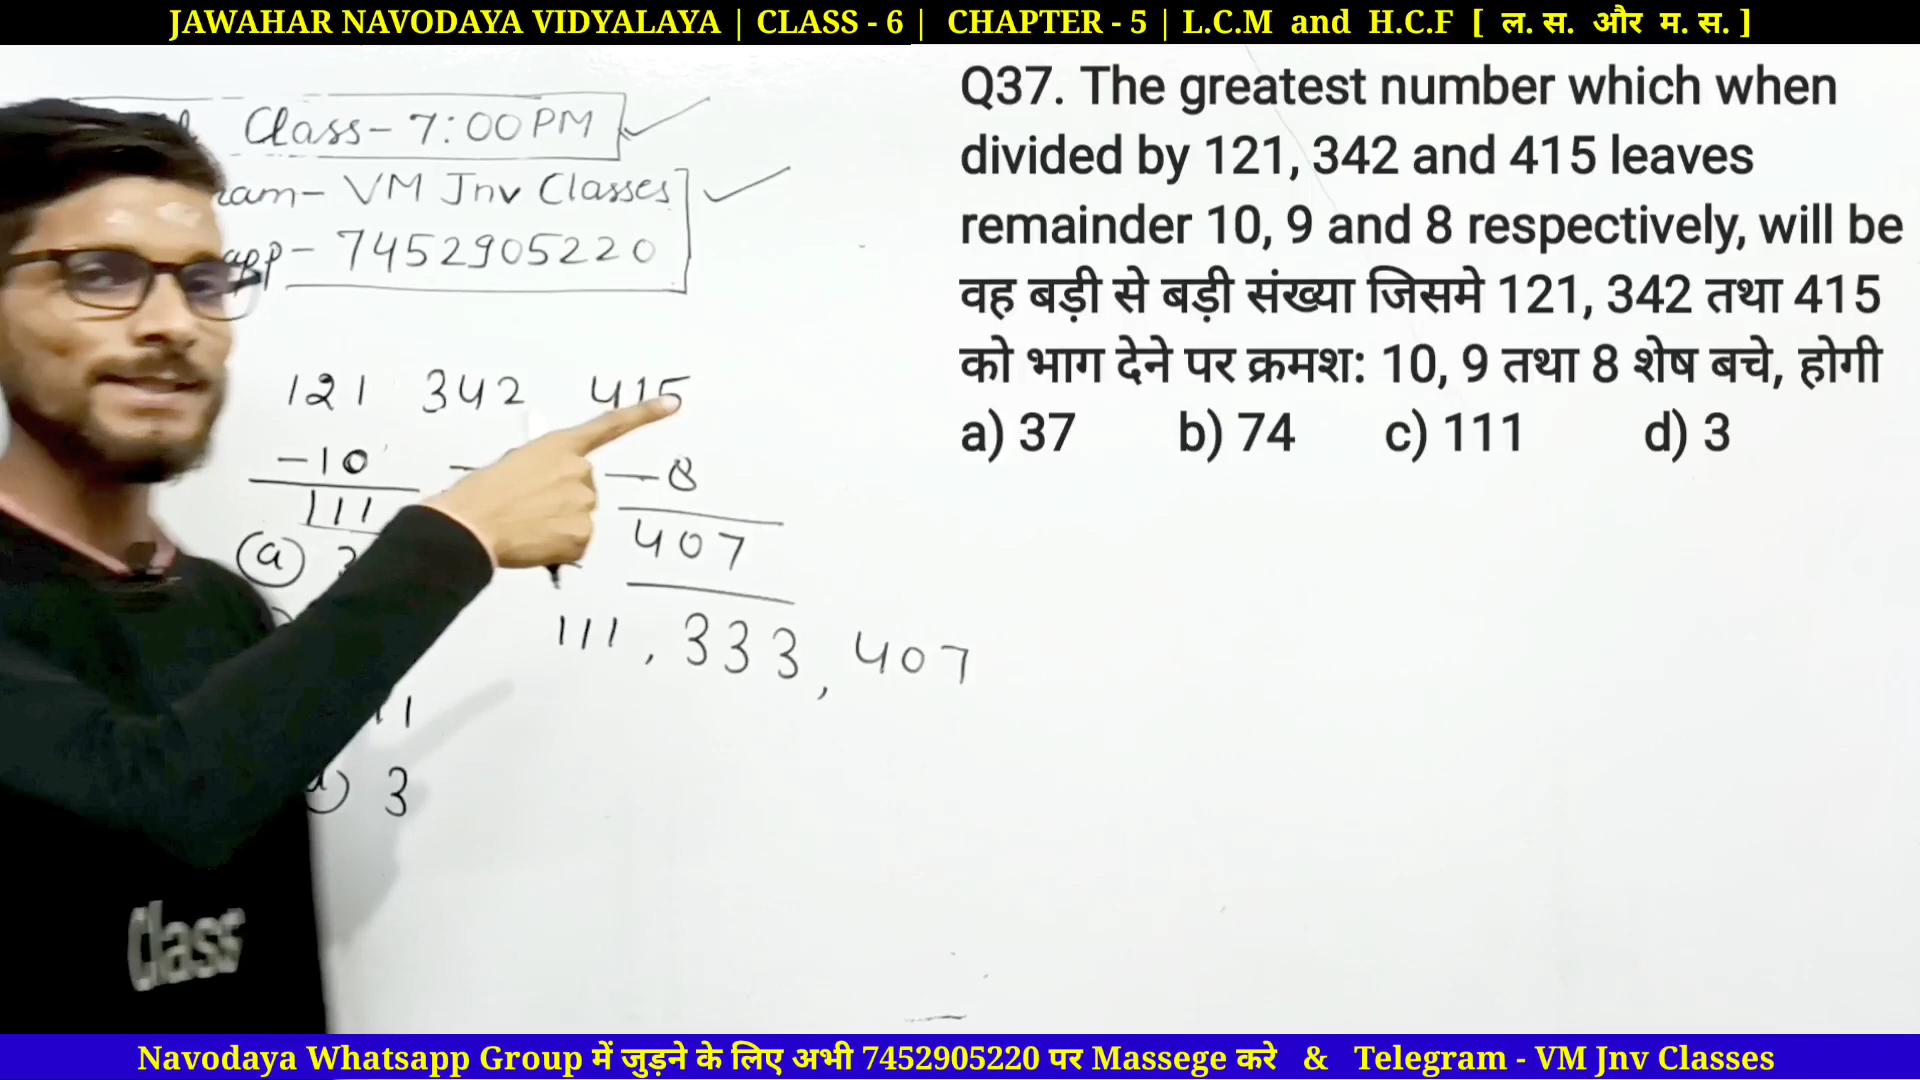 JAWAHAR NAVODAYA VIDYALAYA | CLASS - 6 | CHAPTER - 5 | L.C.M and H.C.F [ ल. स. और म. स. ]
Class- 7:00PM
VM Jnv Classes
7452905220
121 342 415
-10 -8
111 407
(a)
111, 333, 407
3
Class
Q37. The greatest number which when
divided by 121, 342 and 415 leaves
remainder 10, 9 and 8 respectively, will be
वह बड़ी से बड़ी संख्या जिसमे 121, 342 तथा 415
को भाग देने पर क्रमश: 10, 9 तथा 8 शेष बचे, होगी
a) 37 b) 74 c) 111 d) 3
Navodaya Whatsapp Group में जुड़ने के लिए अभी 7452905220 पर Massege करे & Telegram - VM Jnv Classes